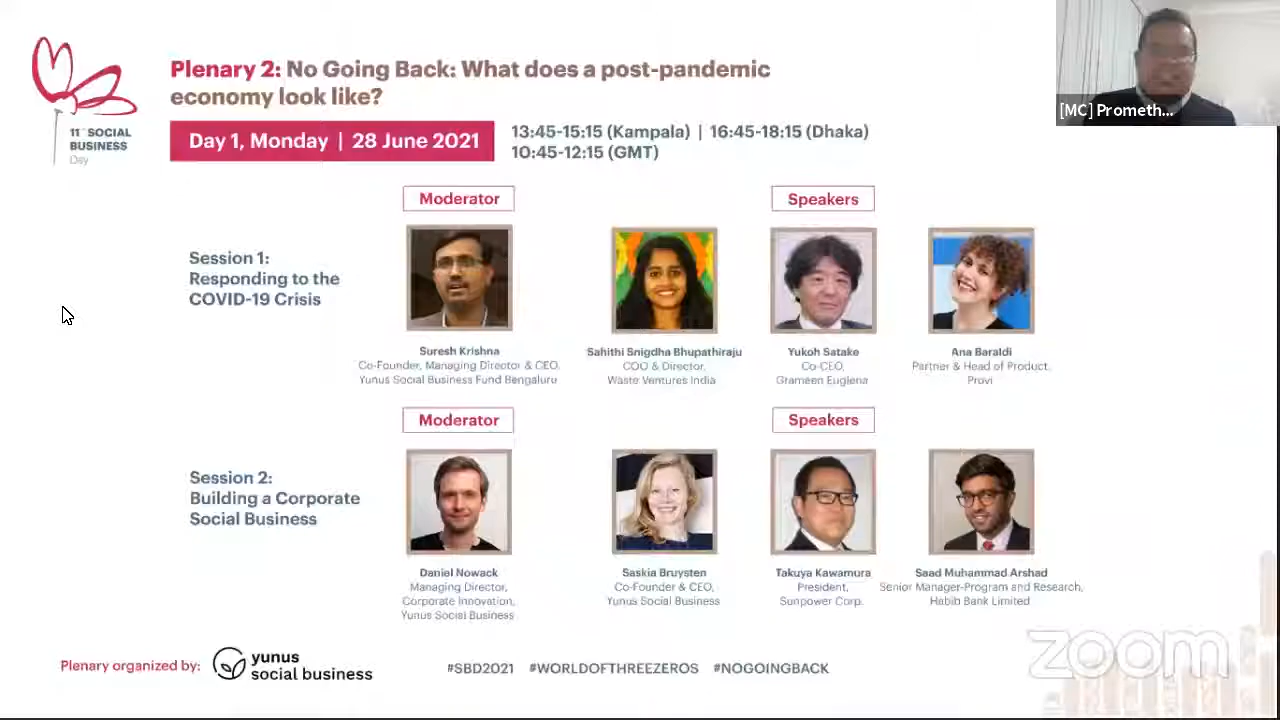 Plenary 2: No Going Back: What does a post-pandemic
economy look like?
11 SOCIAL
BUSINESS
Day
Day 1, Monday | 28 June 2021
13:45-15:15 (Kampala) | 16:45-18:15 (Dhaka)
10:45-12:15 (GMT)
[MC] Prometh...
Moderator
Speakers
Session 1:
Responding to the
COVID-19 Crisis
Suresh Krishna
Co-Founder, Managing Director & CEO,
Yunus Social Business Fund Bengaluru
Sahithi Snigdha Bhupathiraju
COO & Director,
Waste Ventures India
Yukoh Satake
Co-CEO,
Grameen Euglena
Ana Baraldi
Partner & Head of Product,
Provi
Moderator
Speakers
Session 2:
Building a Corporate
Social Business
Daniel Nowack
Managing Director,
Corporate Innovation,
Yunus Social Business
Saskia Bruysten
Co-Founder & CEO,
Yunus Social Business
Takuya Kawamura
President,
Sunpower Corp.
Saad Muhammad Arshad
Senior Manager-Program and Research,
Habib Bank Limited
Plenary organized by:
yunus
social business
#SBD2021 #WORLDOFTHREEZEROS #NOGOINGBACK
zoom